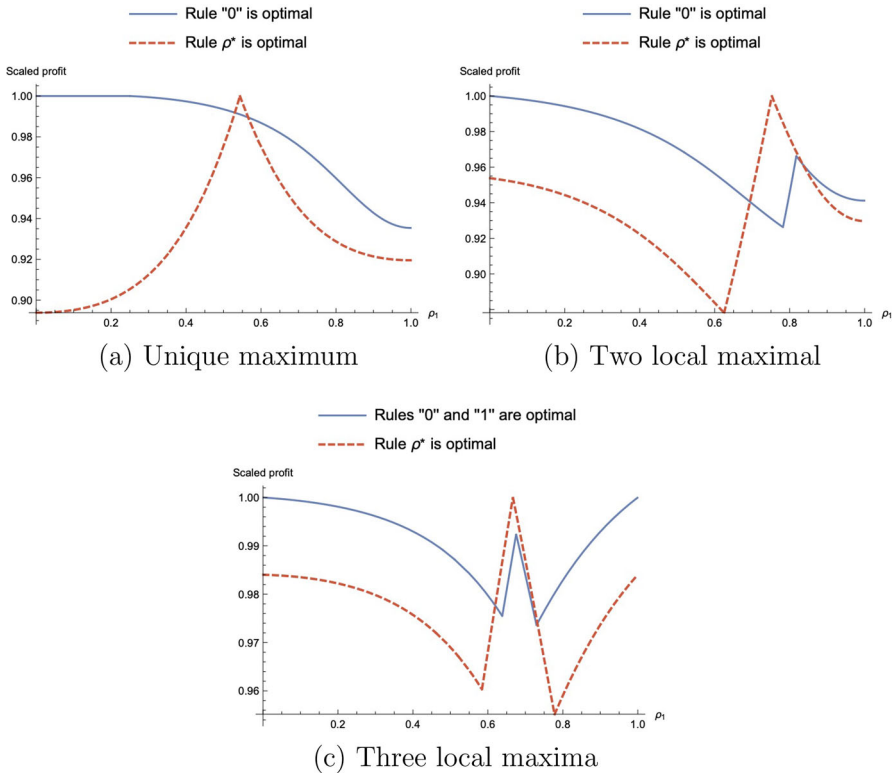 Rule "0" is optimal
Rule ρ* is optimal
Scaled profit
1.00
0.98
0.96
0.94
0.92
0.90
0.2
0.4
0.6
0.8
1.0
ρ₁
(a) Unique maximum
Rule "0" is optimal
Rule ρ* is optimal
Scaled profit
1.00
0.98
0.96
0.94
0.92
0.90
0.2
0.4
0.6
0.8
1.0
ρ₁
(b) Two local maximal
Rules "0" and "1" are optimal
Rule ρ* is optimal
Scaled profit
1.00
0.99
0.98
0.97
0.96
0.2
0.4
0.6
0.8
1.0
ρ₁
(c) Three local maxima